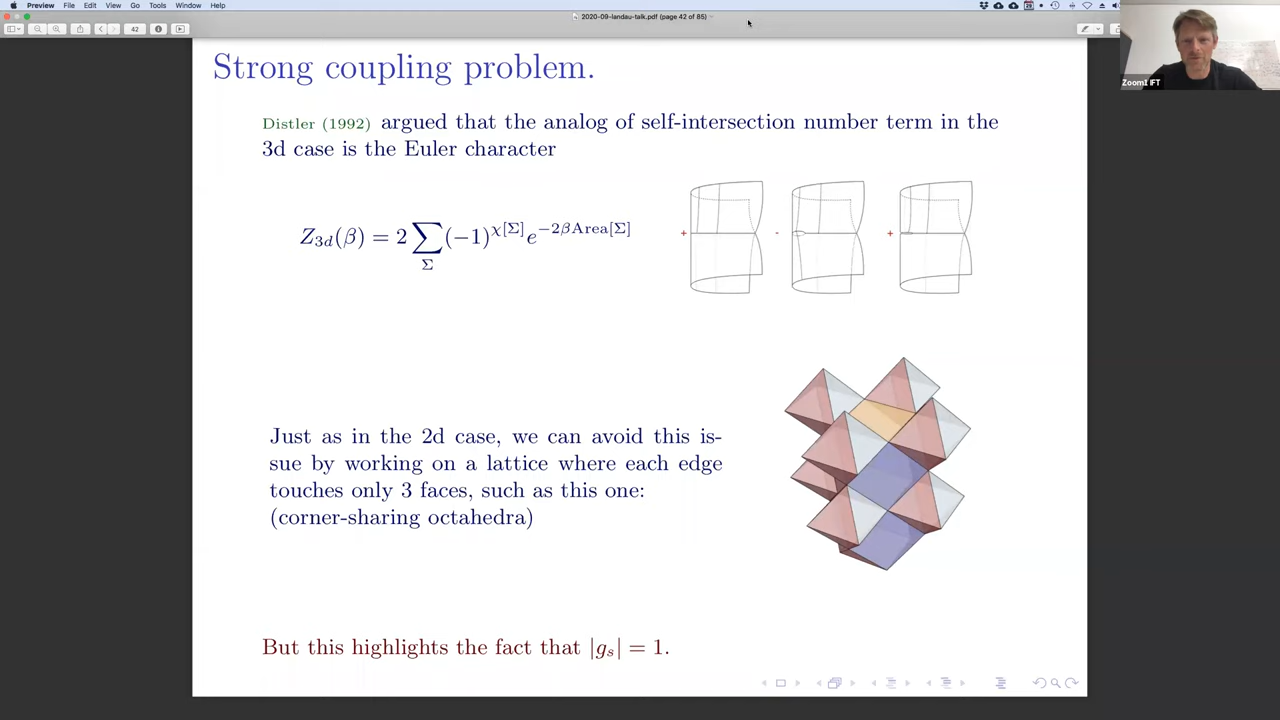 Preview File Edit View Go Tools Window Help
2020-09-landau-talk.pdf (page 42 of 85)
42
ZoomI IFT
Strong coupling problem.
Distler (1992) argued that the analog of self-intersection number term in the
3d case is the Euler character
Z_{3d}(β) = 2 ∑_Σ (−1)^{χ[Σ]} e^{−2βArea[Σ]}
+ - +
Just as in the 2d case, we can avoid this is-
sue by working on a lattice where each edge
touches only 3 faces, such as this one:
(corner-sharing octahedra)
But this highlights the fact that |g_s| = 1.